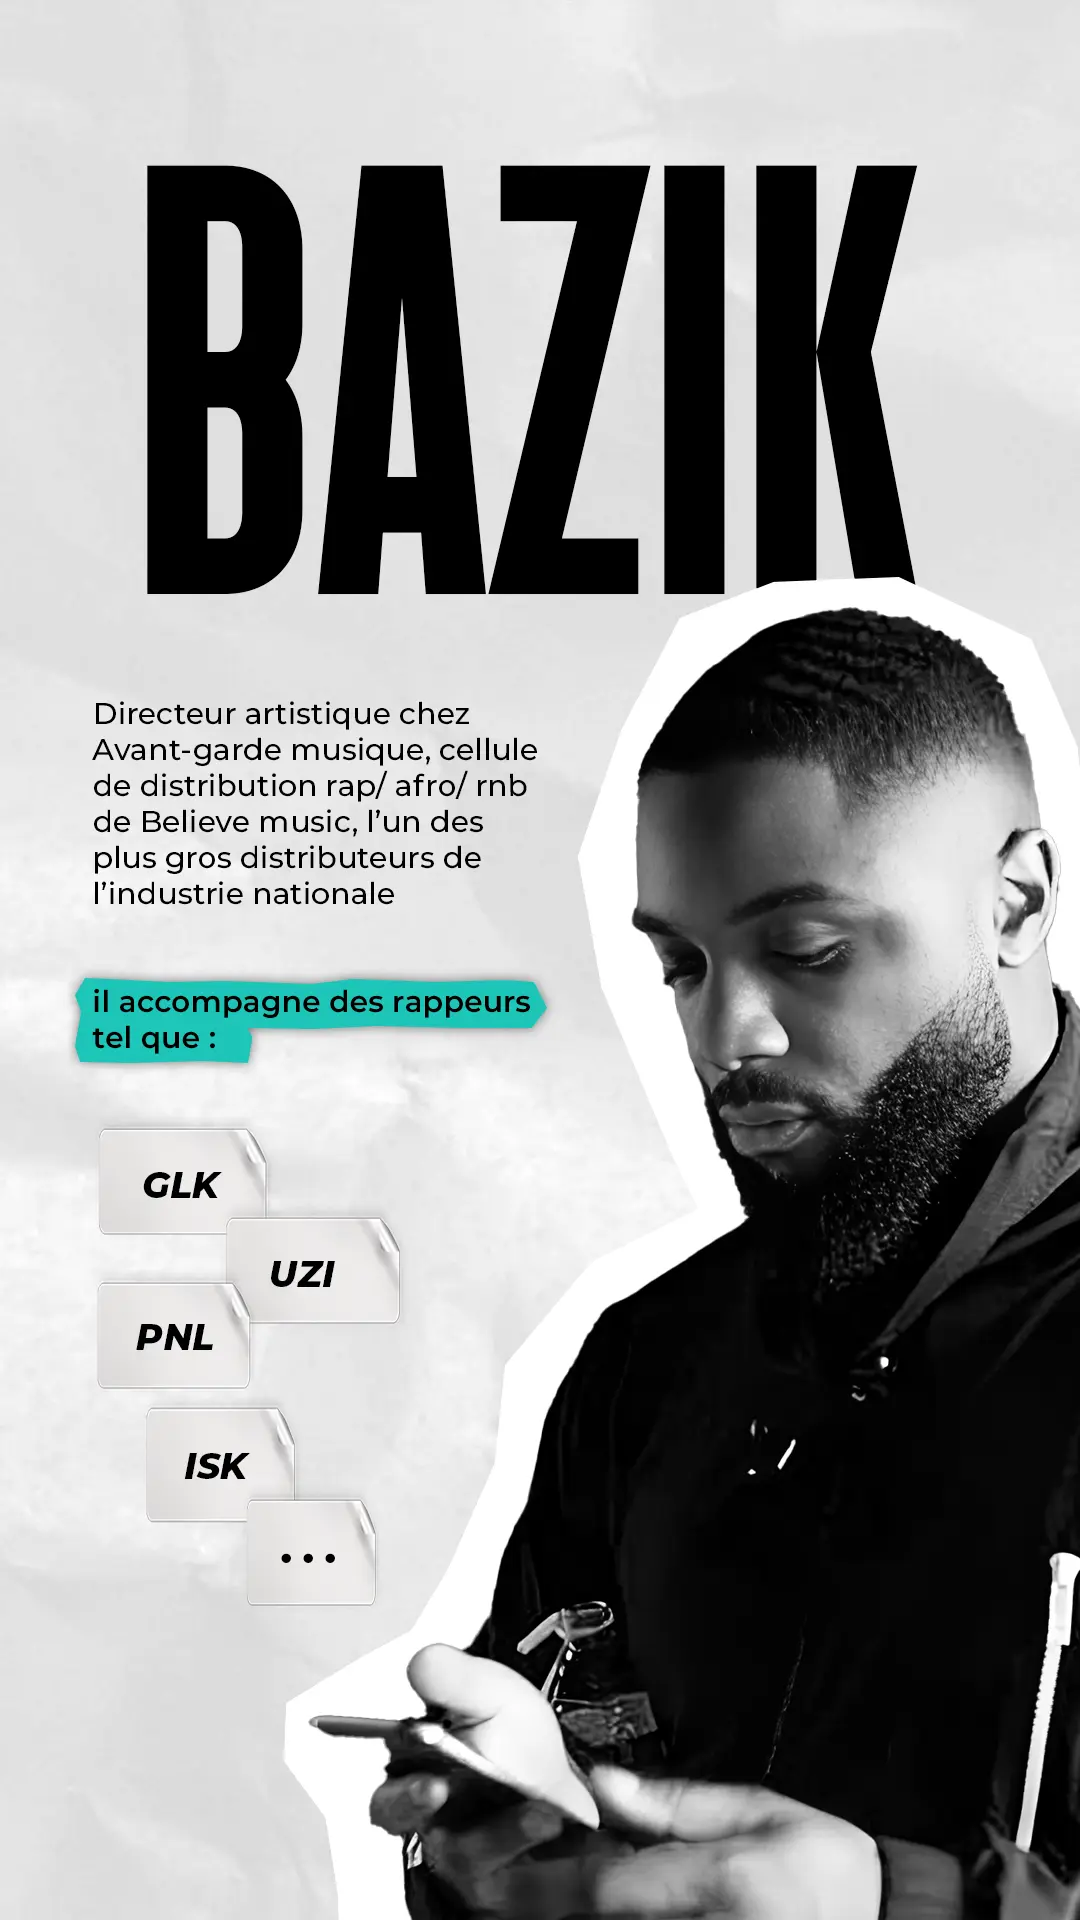 BAZIK
Directeur artistique chez
Avant-garde musique, cellule
de distribution rap/ afro/ rnb
de Believe music, l’un des
plus gros distributeurs de
l’industrie nationale
il accompagne des rappeurs
tel que :
GLK
UZI
PNL
ISK
...